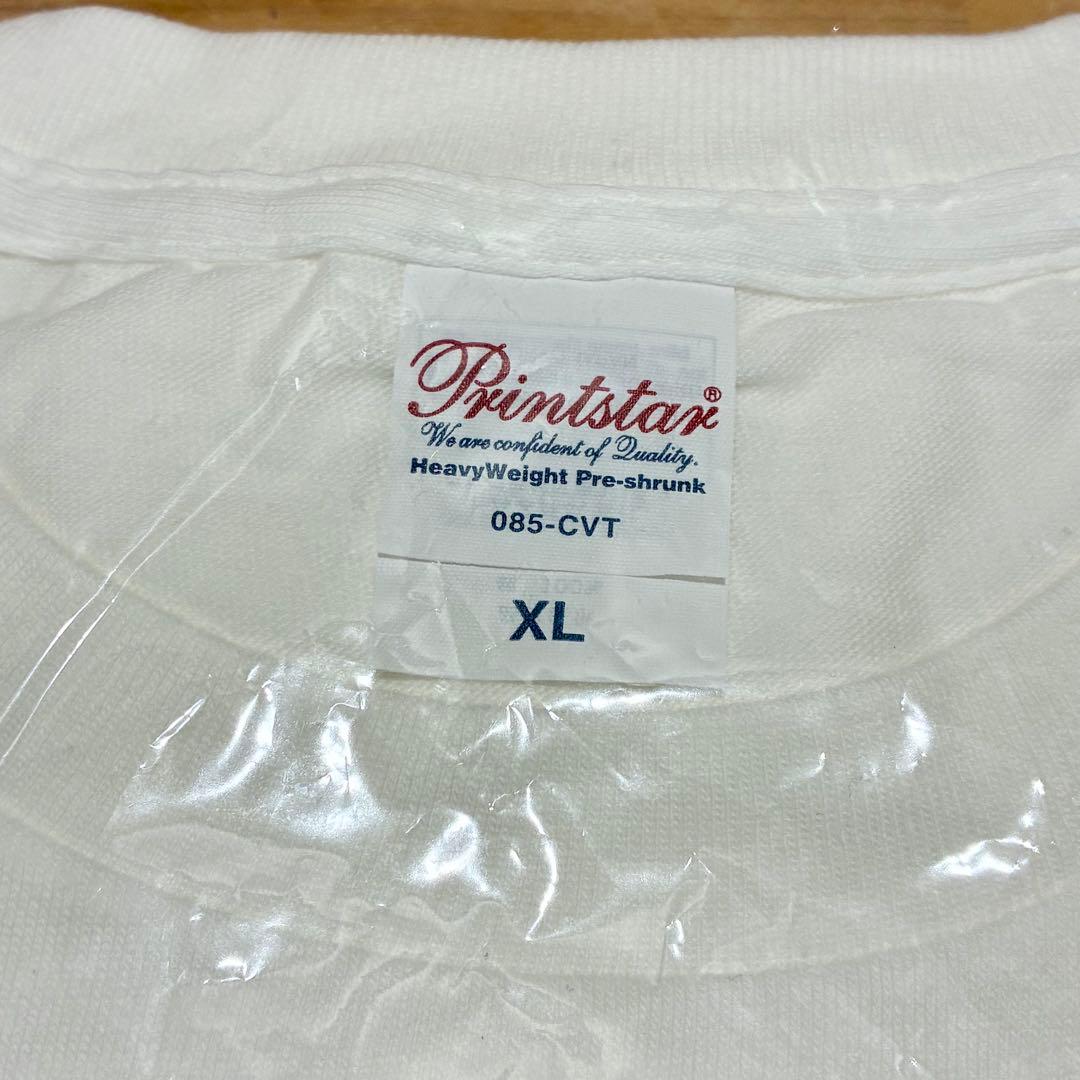 Printstar®
We are confident of Quality.
HeavyWeight Pre-shrunk
085-CVT
XL